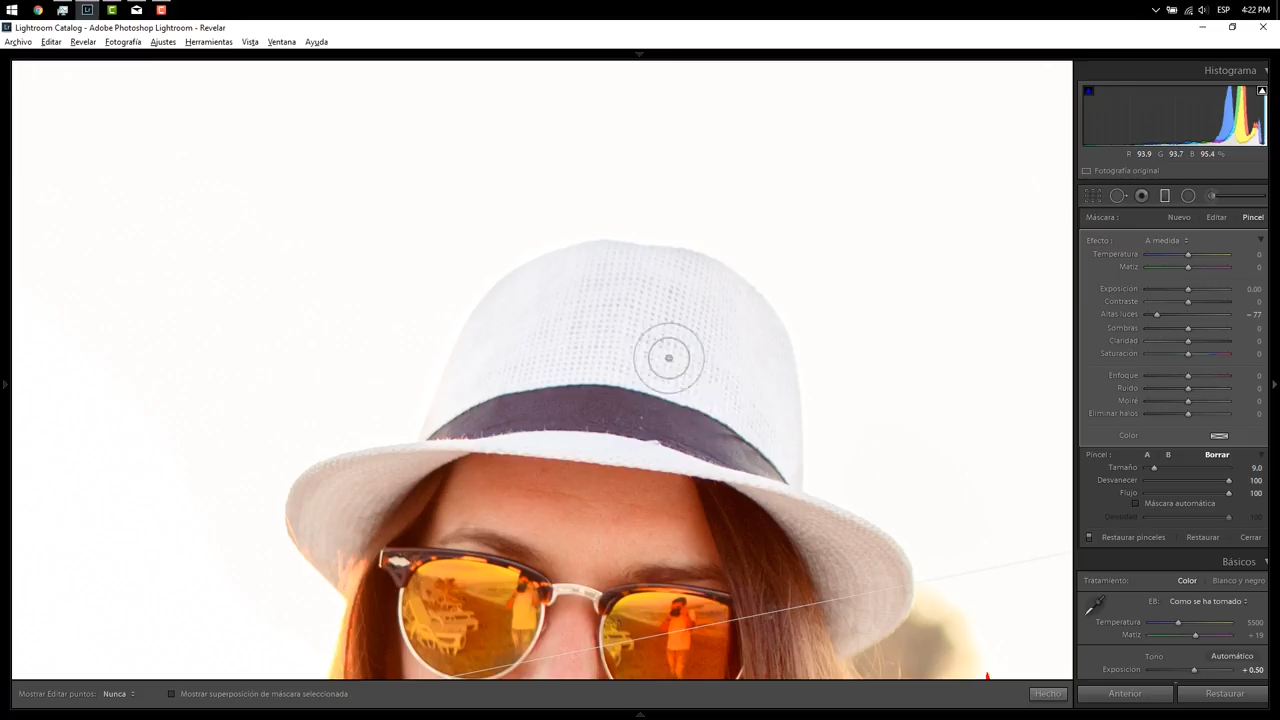 ESP 4:22 PM
Lightroom Catalog - Adobe Photoshop Lightroom - Revelar
Archivo Editar Revelar Fotografía Ajustes Herramientas Vista Ventana Ayuda
Histograma
R 93.9 G 93.7 B 95.4 %
Fotografía original
Máscara : Nuevo Editar Pincel
Efecto : A medida
Temperatura 0
Matiz 0
Exposición 0.00
Contraste 0
Altas luces – 77
Sombras 0
Claridad 0
Saturación 0
Enfoque 0
Ruido 0
Moiré 0
Eliminar halos 0
Color
Pincel : A B Borrar
Tamaño 9.0
Desvanecer 100
Flujo 100
Máscara automática
Densidad 100
Restaurar pinceles Restaurar Cerrar
Básicos
Tratamiento: Color Blanco y negro
EB: Como se ha tomado
Temperatura 5500
Matiz + 19
Tono Automático
Exposición + 0.50
Mostrar Editar puntos: Nunca Mostrar superposición de máscara seleccionada Hecho
Anterior Restaurar